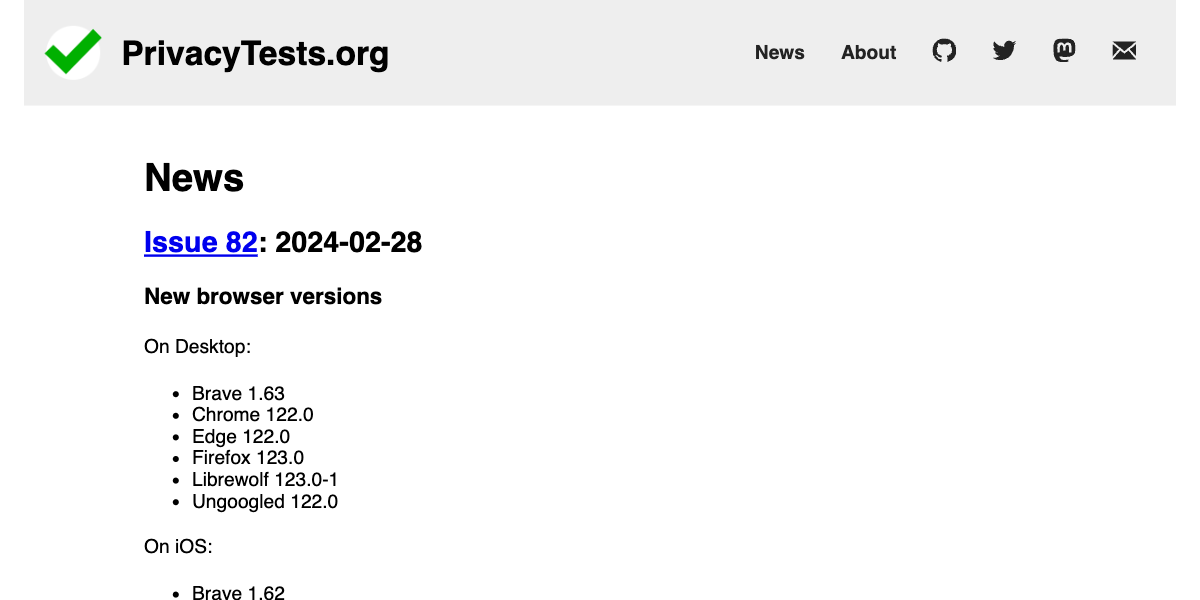 PrivacyTests.org
News About
News
Issue 82: 2024-02-28
New browser versions
On Desktop:
Brave 1.63
Chrome 122.0
Edge 122.0
Firefox 123.0
Librewolf 123.0-1
Ungoogled 122.0
On iOS:
Brave 1.62